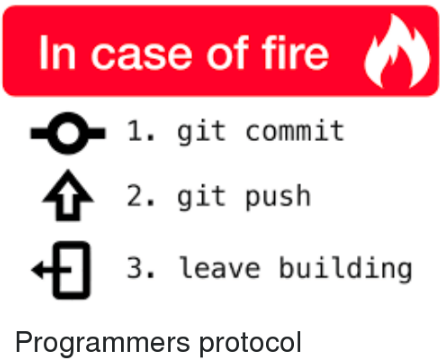 In case of fire
1. git commit
2. git push
3. leave building
Programmers protocol